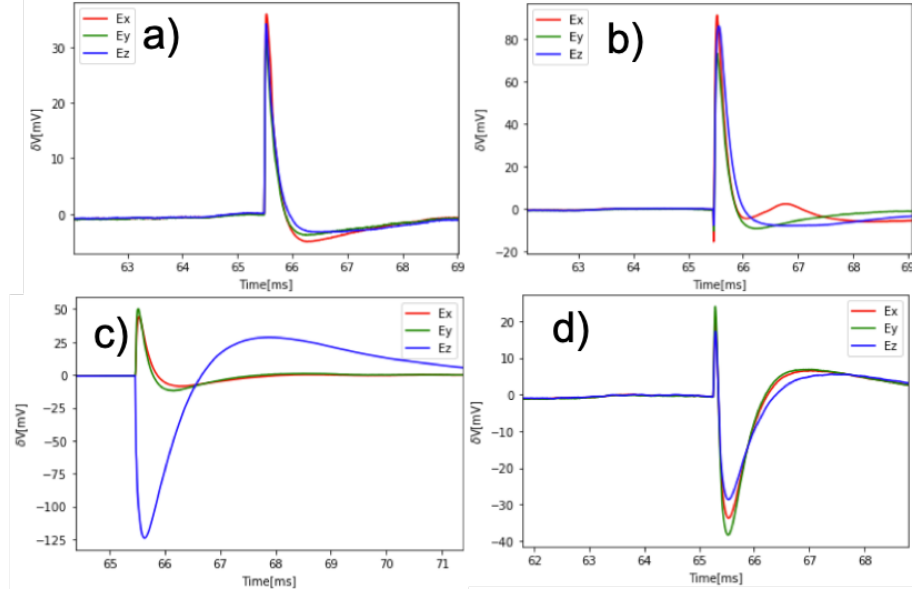 a)
Ex
Ey
Ez
30
20
10
0
δV[mV]
63 64 65 66 67 68 69
Time[ms]
b)
Ex
Ey
Ez
80
60
40
20
0
−20
δV[mV]
63 64 65 66 67 68 69
Time[ms]
c)
Ex
Ey
Ez
50
25
0
−25
−50
−75
−100
−125
δV[mV]
65 66 67 68 69 70 71
Time[ms]
d)
Ex
Ey
Ez
20
10
0
−10
−20
−30
−40
δV[mV]
62 63 64 65 66 67 68
Time[ms]